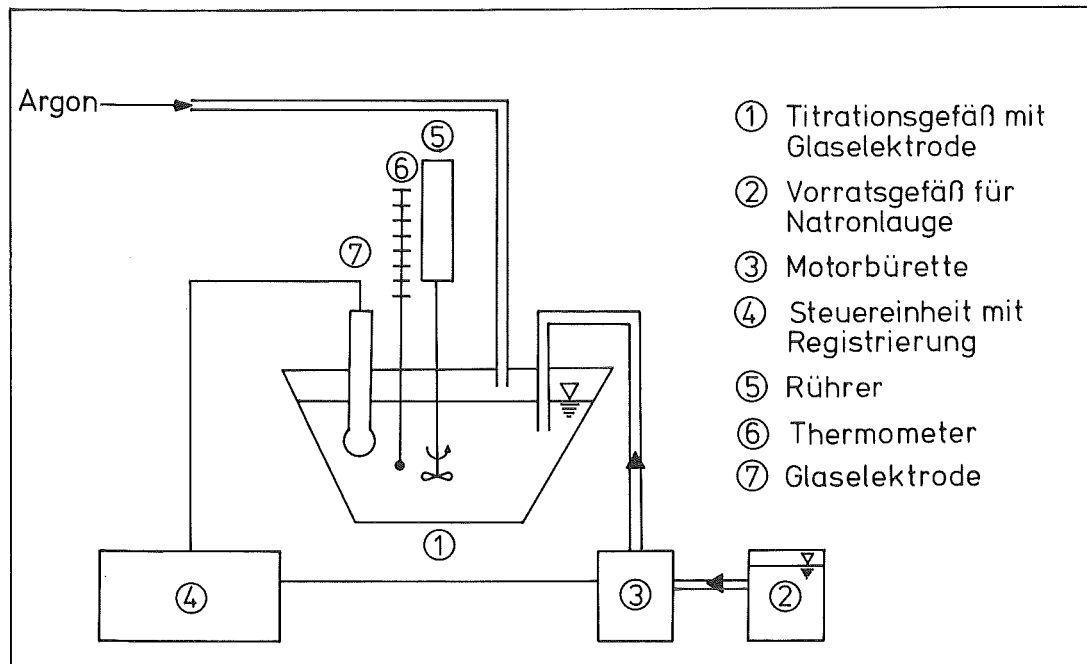 Argon
⑤
⑥
⑦
①
④
③
②
① Titrationsgefäß mit
Glaselektrode
② Vorratsgefäß für
Natronlauge
③ Motorbürette
④ Steuereinheit mit
Registrierung
⑤ Rührer
⑥ Thermometer
⑦ Glaselektrode